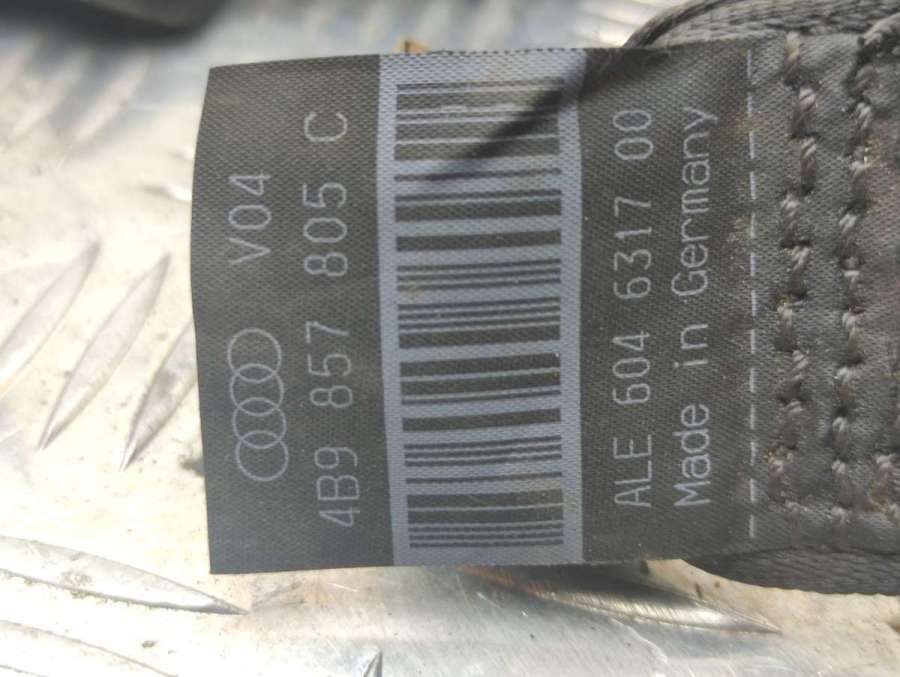 V04
4B9 857 805 C
ALE 604 6317 00
Made in Germany